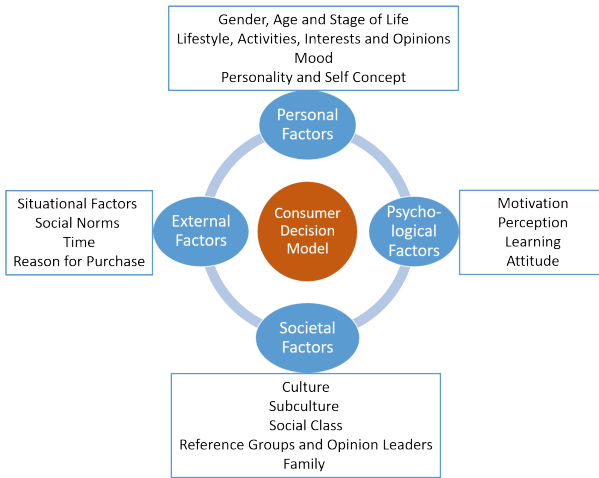 Gender, Age and Stage of Life
Lifestyle, Activities, Interests and Opinions
Mood
Personality and Self Concept
Personal
Factors
Situational Factors
Social Norms
Time
Reason for Purchase
External
Factors
Consumer
Decision
Model
Psycho-
logical
Factors
Motivation
Perception
Learning
Attitude
Societal
Factors
Culture
Subculture
Social Class
Reference Groups and Opinion Leaders
Family